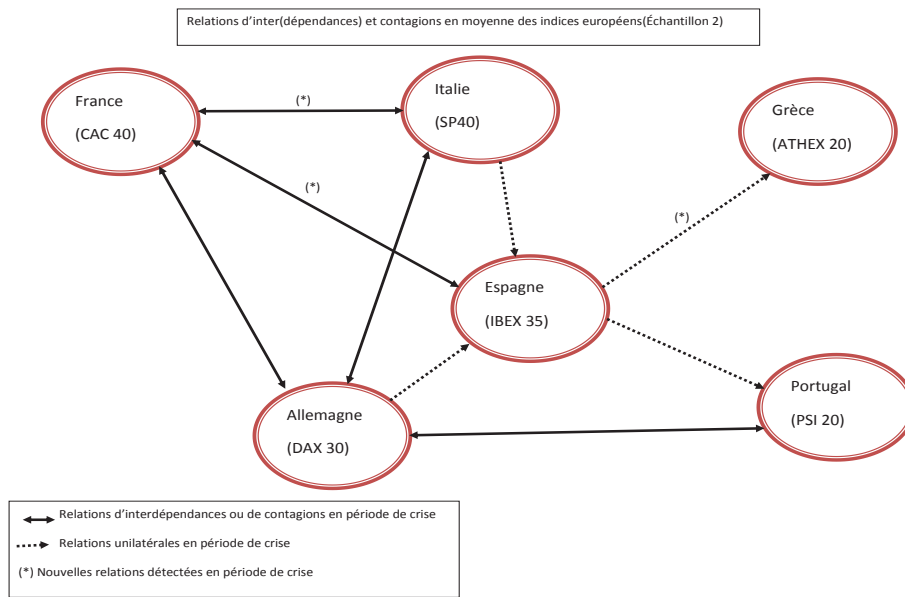 Relations d'inter(dépendances) et contagions en moyenne des indices européens(Échantillon 2)
France
(CAC 40)
(*)
Italie
(SP40)
Grèce
(ATHEX 20)
(*)
(*)
Espagne
(IBEX 35)
Allemagne
(DAX 30)
Portugal
(PSI 20)
Relations d'interdépendances ou de contagions en période de crise
Relations unilatérales en période de crise
(*) Nouvelles relations détectées en période de crise